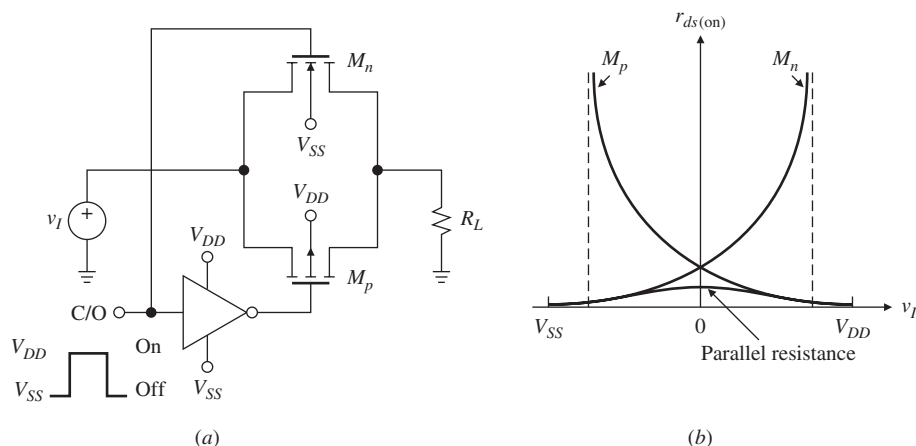 M_n
V_SS
V_DD
v_I
R_L
V_DD
M_p
C/O
V_DD
On
V_SS
Off
V_SS
(a)
r_ds(on)
M_p
M_n
V_SS
0
V_DD
v_I
Parallel resistance
(b)